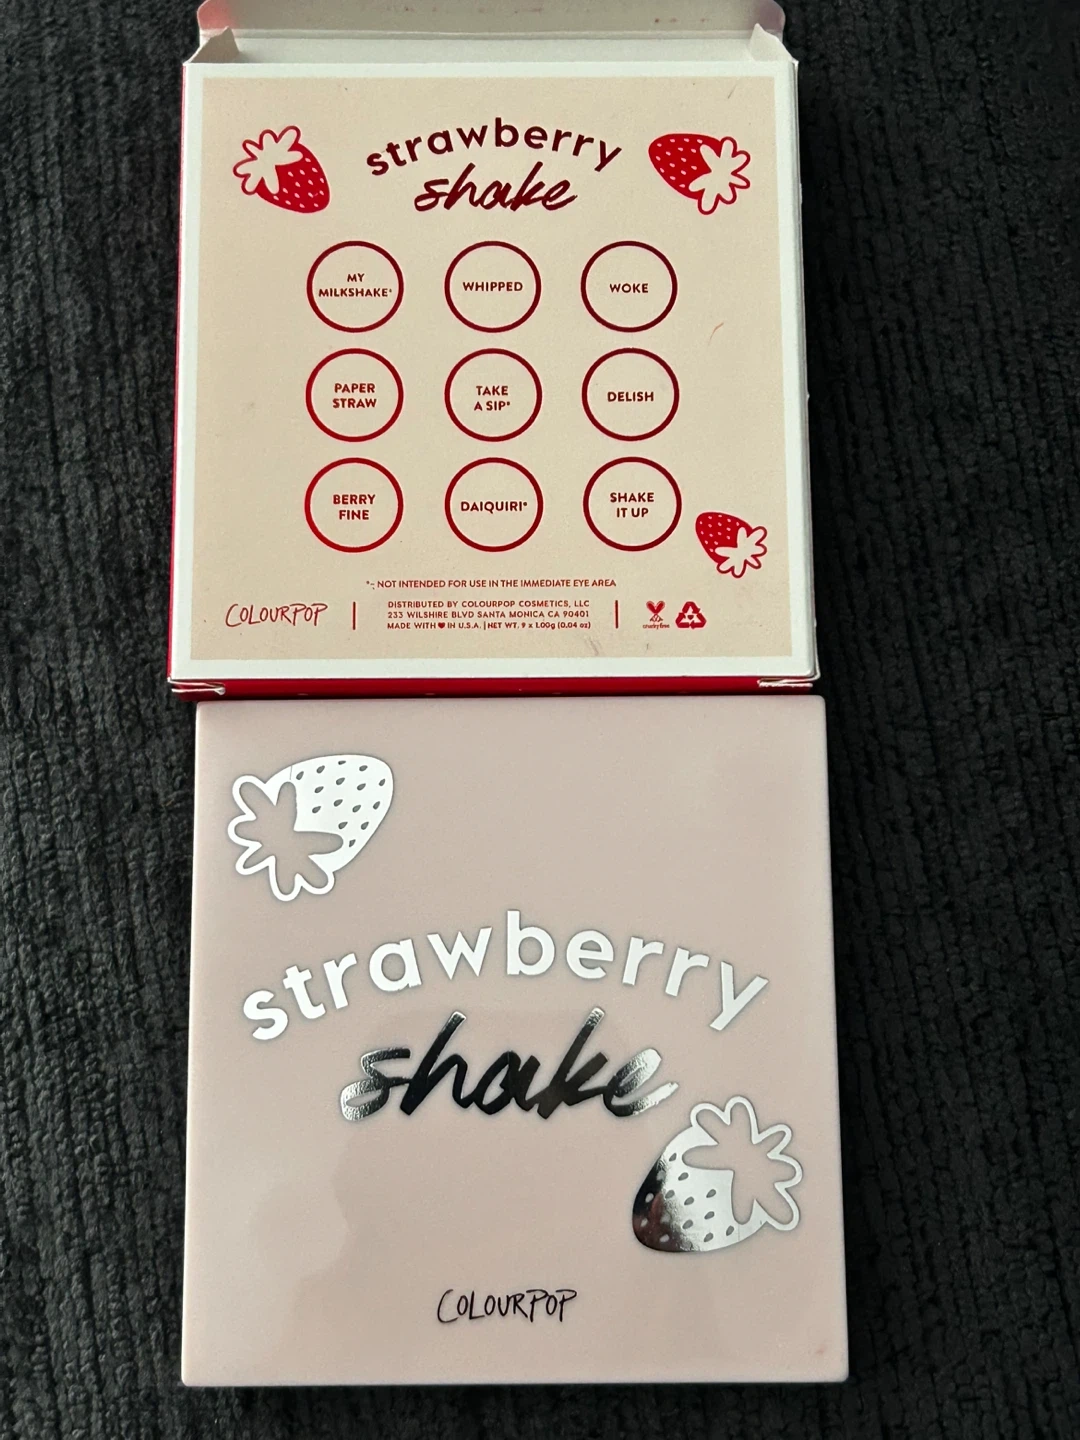 strawberry
shake
MY
MILKSHAKE*
WHIPPED
WOKE
PAPER
STRAW
TAKE
A SIP*
DELISH
BERRY
FINE
DAIQUIRI*
SHAKE
IT UP
*: NOT INTENDED FOR USE IN THE IMMEDIATE EYE AREA
COLOURPOP
DISTRIBUTED BY COLOURPOP COSMETICS, LLC
233 WILSHIRE BLVD SANTA MONICA CA 90401
MADE WITH ♥ IN U.S.A. | NET WT. 9 x 1.00g (0.04 oz)
cruelty free
strawberry
shake
COLOURPOP